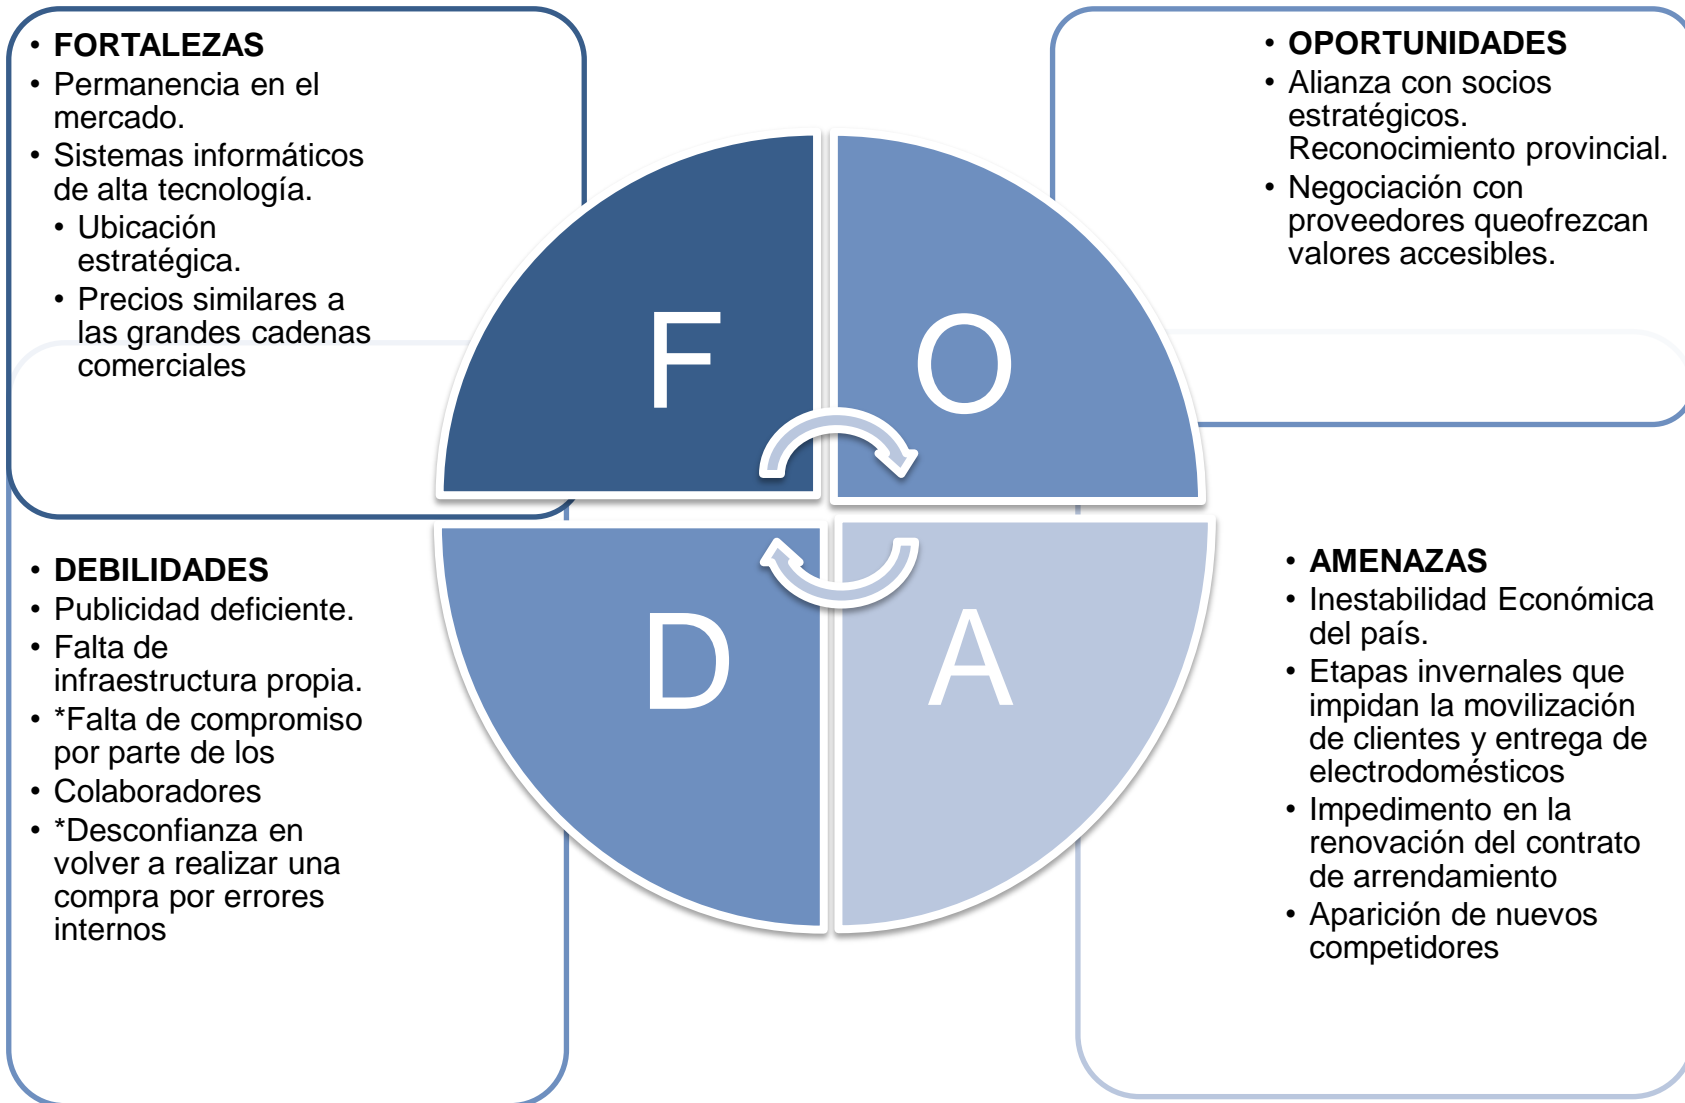 • FORTALEZAS
• Permanencia en el
mercado.
• Sistemas informáticos
de alta tecnología.
• Ubicación
estratégica.
• Precios similares a
las grandes cadenas
comerciales
• OPORTUNIDADES
• Alianza con socios
estratégicos.
Reconocimiento provincial.
• Negociación con
proveedores queofrezcan
valores accesibles.
F
O
D
A
• DEBILIDADES
• Publicidad deficiente.
• Falta de
infraestructura propia.
• *Falta de compromiso
por parte de los
• Colaboradores
• *Desconfianza en
volver a realizar una
compra por errores
internos
• AMENAZAS
• Inestabilidad Económica
del país.
• Etapas invernales que
impidan la movilización
de clientes y entrega de
electrodomésticos
• Impedimento en la
renovación del contrato
de arrendamiento
• Aparición de nuevos
competidores